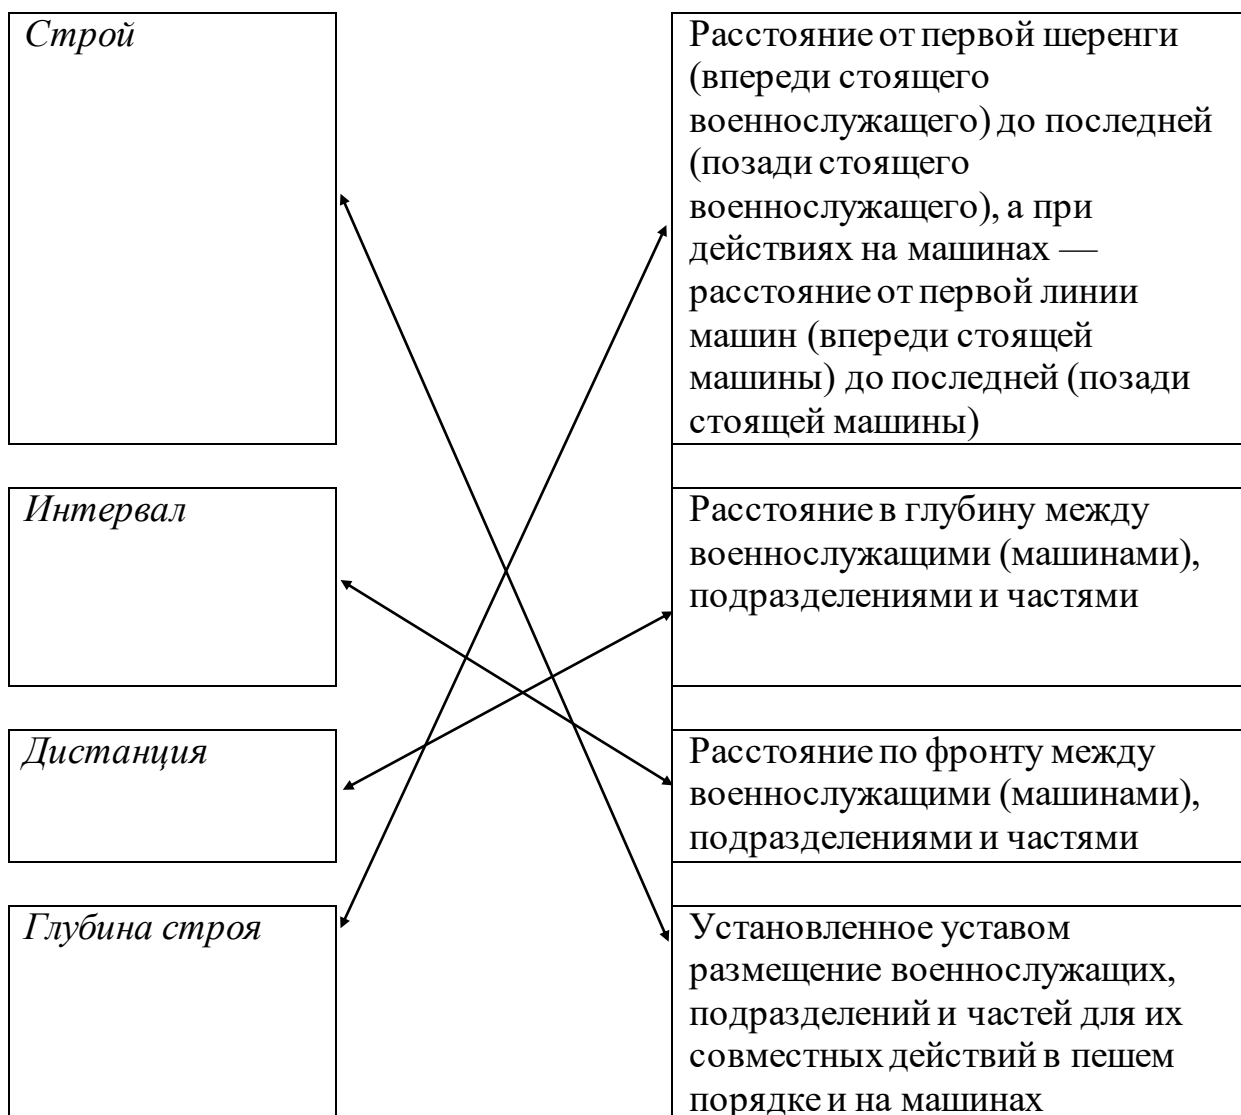 Строй
Расстояние от первой шеренги
(впереди стоящего
военнослужащего) до последней
(позади стоящего
военнослужащего), а при
действиях на машинах —
расстояние от первой линии
машин (впереди стоящей
машины) до последней (позади
стоящей машины)
Интервал
Расстояние в глубину между
военнослужащими (машинами),
подразделениями и частями
Дистанция
Расстояние по фронту между
военнослужащими (машинами),
подразделениями и частями
Глубина строя
Установленное уставом
размещение военнослужащих,
подразделений и частей для их
совместных действий в пешем
порядке и на машинах